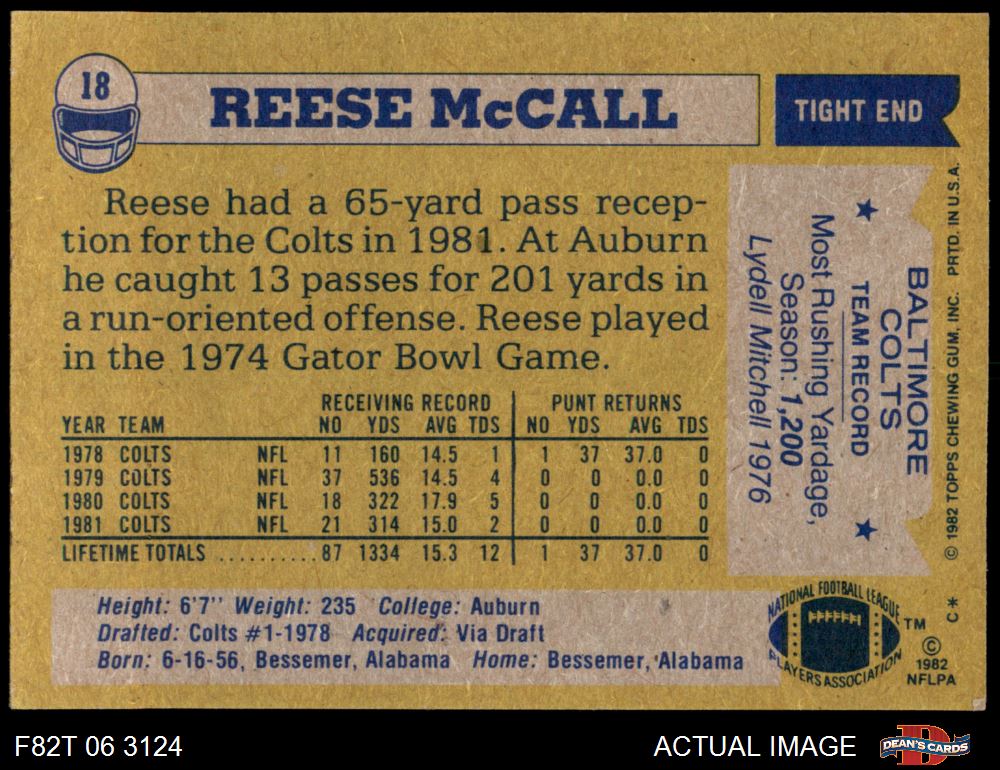 18
REESE McCALL
TIGHT END
Reese had a 65-yard pass recep-
tion for the Colts in 1981. At Auburn
he caught 13 passes for 201 yards in
a run-oriented offense. Reese played
in the 1974 Gator Bowl Game.
RECEIVING RECORD PUNT RETURNS
YEAR TEAM NO YDS AVG TDS NO YDS AVG TDS
1978 COLTS NFL 11 160 14.5 1 1 37 37.0 0
1979 COLTS NFL 37 536 14.5 4 0 0 0.0 0
1980 COLTS NFL 18 322 17.9 5 0 0 0.0 0
1981 COLTS NFL 21 314 15.0 2 0 0 0.0 0
LIFETIME TOTALS .......... 87 1334 15.3 12 1 37 37.0 0
Height: 6'7" Weight: 235 College: Auburn
Drafted: Colts #1-1978 Acquired: Via Draft
Born: 6-16-56, Bessemer, Alabama Home: Bessemer, Alabama
BALTIMORE
COLTS
★ TEAM RECORD ★
Most Rushing Yardage,
Season: 1,200
Lydell Mitchell 1976
© 1982 TOPPS CHEWING GUM, INC. PRTD. IN U.S.A.
C*
NATIONAL FOOTBALL LEAGUE
PLAYERS ASSOCIATION
TM
©
1982
NFLPA
F82T 06 3124
ACTUAL IMAGE
D
DEAN'S CARDS